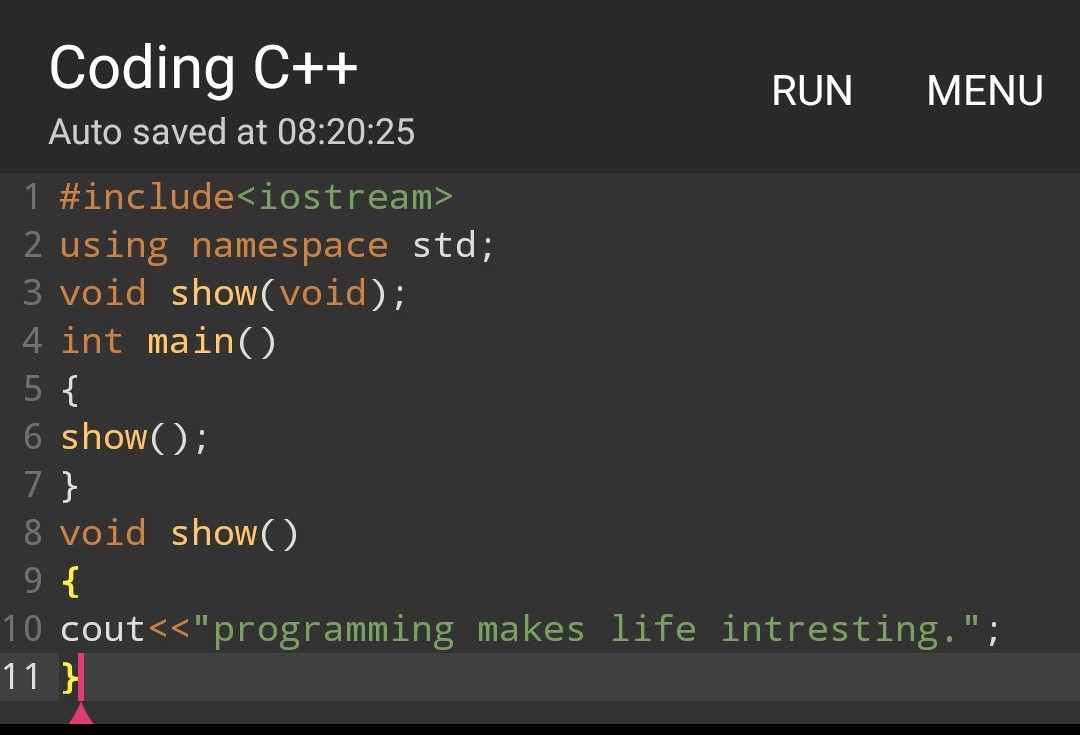 Coding C++
Auto saved at 08:20:25
RUN MENU
1 #include<iostream>
2 using namespace std;
3 void show(void);
4 int main()
5 {
6 show();
7 }
8 void show()
9 {
10 cout<<"programming makes life intresting.";
11 }